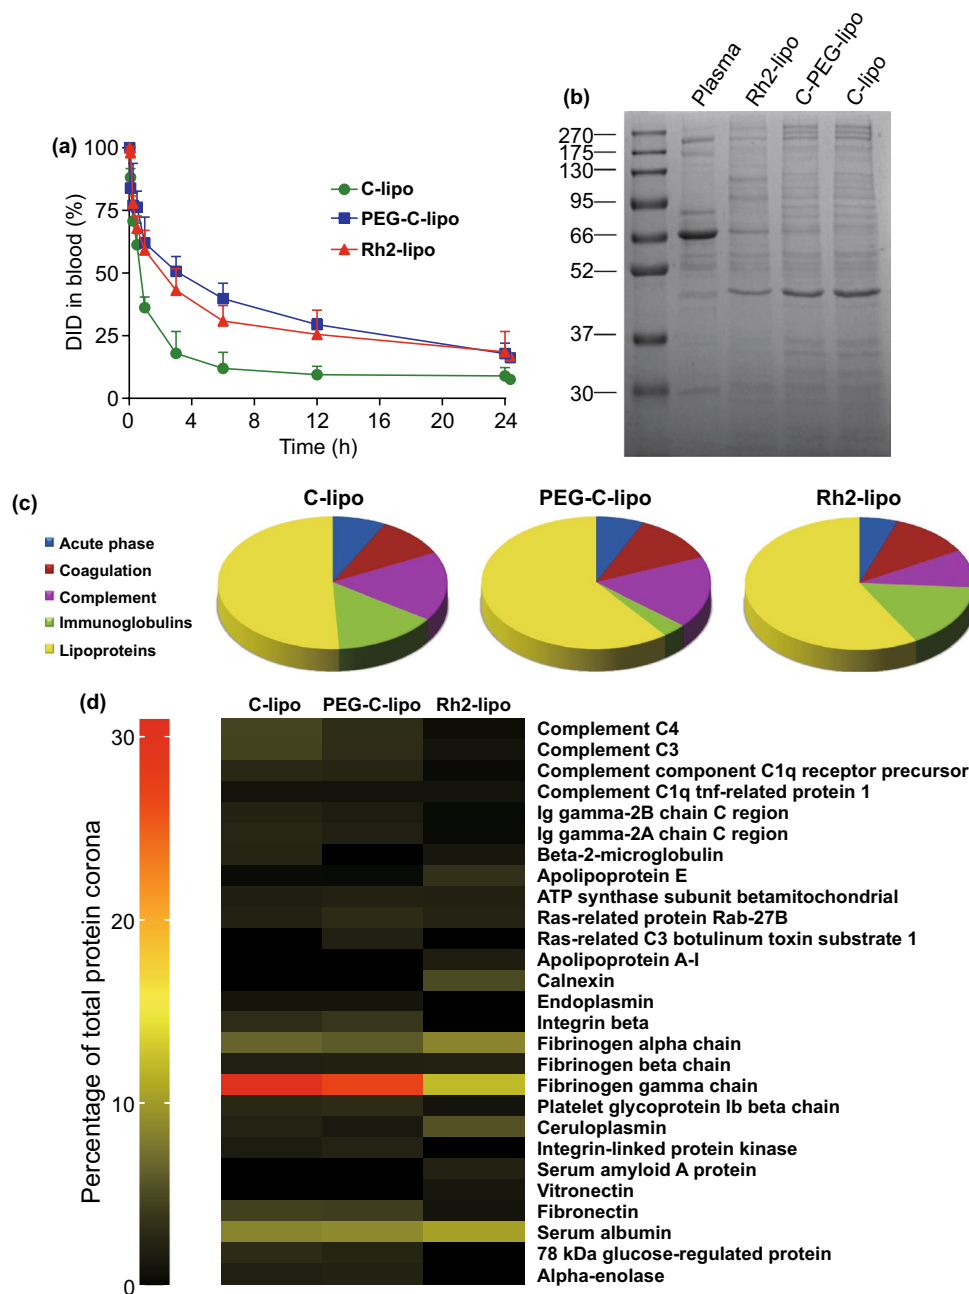 (a)
100
75
50
25
0
DID in blood (%)
0 4 8 12 16 20 24
Time (h)
C-lipo
PEG-C-lipo
Rh2-lipo
(b)
Plasma
Rh2-lipo
C-PEG-lipo
C-lipo
270
175
130
95
66
52
37
30
(c)
C-lipo
PEG-C-lipo
Rh2-lipo
Acute phase
Coagulation
Complement
Immunoglobulins
Lipoproteins
(d)
C-lipo PEG-C-lipo Rh2-lipo
30
20
10
0
Percentage of total protein corona
Complement C4
Complement C3
Complement component C1q receptor precursor
Complement C1q tnf-related protein 1
Ig gamma-2B chain C region
Ig gamma-2A chain C region
Beta-2-microglobulin
Apolipoprotein E
ATP synthase subunit betamitochondrial
Ras-related protein Rab-27B
Ras-related C3 botulinum toxin substrate 1
Apolipoprotein A-I
Calnexin
Endoplasmin
Integrin beta
Fibrinogen alpha chain
Fibrinogen beta chain
Fibrinogen gamma chain
Platelet glycoprotein Ib beta chain
Ceruloplasmin
Integrin-linked protein kinase
Serum amyloid A protein
Vitronectin
Fibronectin
Serum albumin
78 kDa glucose-regulated protein
Alpha-enolase